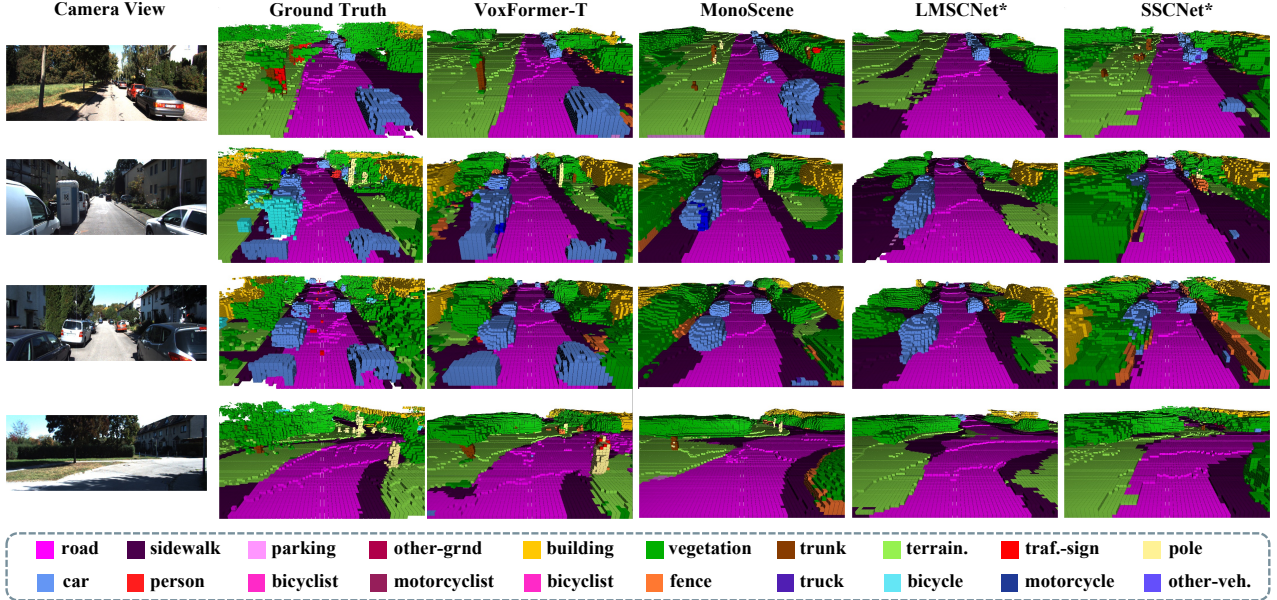 Camera View Ground Truth VoxFormer-T MonoScene LMSCNet* SSCNet*
road sidewalk parking other-grnd building vegetation trunk terrain. traf.-sign pole
car person bicyclist motorcyclist bicyclist fence truck bicycle motorcycle other-veh.